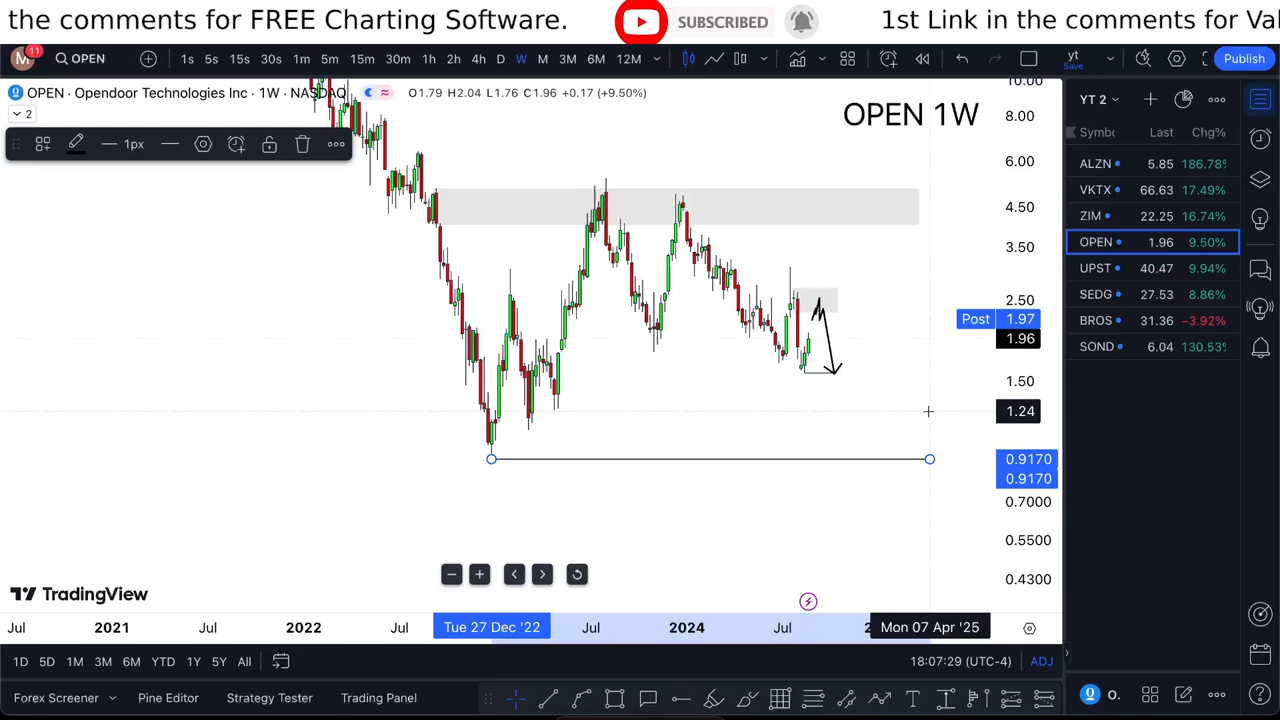 the comments for FREE Charting Software.
SUBSCRIBED
1st Link in the comments for Va
M
11
OPEN
1s 5s 15s 30s 1m 5m 15m 30m 1h 2h 4h D W M 3M 6M 12M
yt
Save
Publish
OPEN · Opendoor Technologies Inc · 1W · NASDAQ
O1.79 H2.04 L1.76 C1.96 +0.17 (+9.50%)
2
1px
OPEN 1W
10.00
8.00
6.00
4.50
3.50
2.50
Post 1.97
1.96
1.50
1.24
0.9170
0.9170
0.7000
0.5500
0.4300
YT 2
Symbc Last Chg%
ALZN 5.85 186.78%
VKTX 66.63 17.49%
ZIM 22.25 16.74%
OPEN 1.96 9.50%
UPST 40.47 9.94%
SEDG 27.53 8.86%
BROS 31.36 −3.92%
SOND 6.04 130.53%
TradingView
Jul 2021 Jul 2022 Jul Tue 27 Dec '22 Jul 2024 Jul 2 Mon 07 Apr '25
1D 5D 1M 3M 6M YTD 1Y 5Y All
18:07:29 (UTC-4) ADJ
Forex Screener Pine Editor Strategy Tester Trading Panel
O.